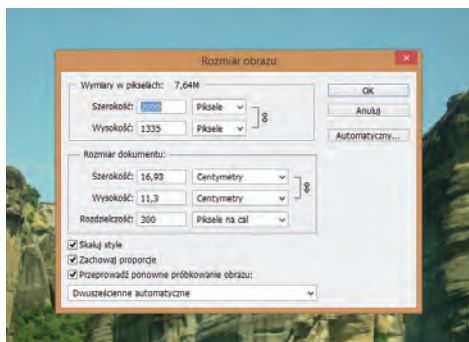 Rozmiar obrazu
Wymiary w pikselach: 7,64M
OK
Szerokość: 2000 Piksele
Anuluj
Wysokość: 1335 Piksele
Automatyczny...
Rozmiar dokumentu:
Szerokość: 16,93 Centymetry
Wysokość: 11,3 Centymetry
Rozdzielczość: 300 Piksele na cal
Skaluj style
Zachowaj proporcje
Przeprowadź ponowne próbkowanie obrazu:
Dwusześcienne automatyczne